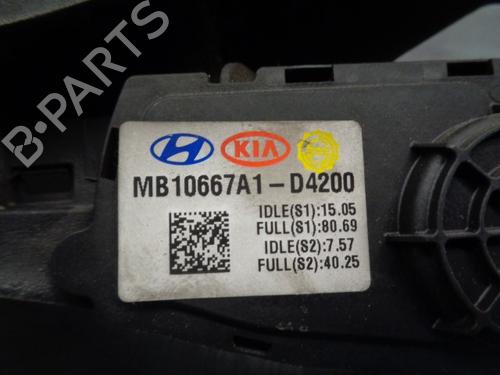 B-PARTS
KIA
MB10667A1-D4200
IDLE(S1):15.05
FULL(S1):80.69
IDLE(S2):7.57
FULL(S2):40.25